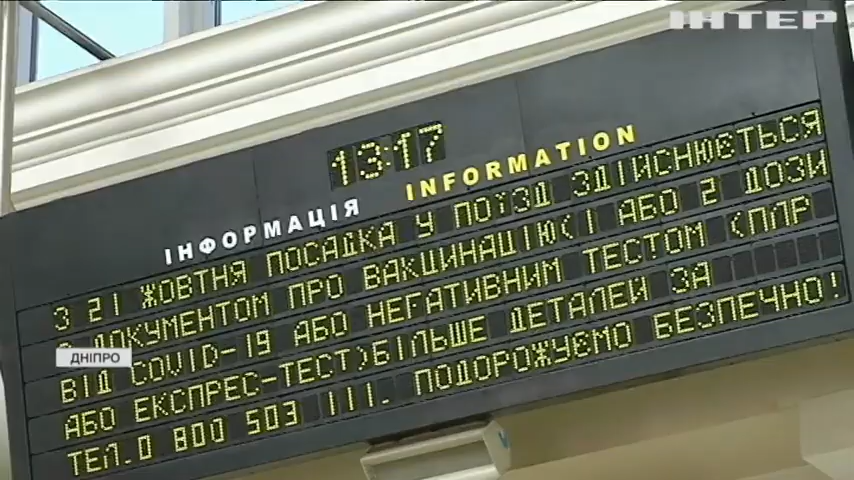 ІНТЕР
13:17
ІНФОРМАЦІЯ INFORMATION
З 21 ЖОВТНЯ ПОСАДКА У ПОЇЗД ЗДІЙСНЮЄТЬСЯ
ДОКУМЕНТОМ ПРО ВАКЦИНАЦІЮ(1 АБО 2 ДОЗИ
ВІД COVID-19 АБО НЕГАТИВНИМ ТЕСТОМ (ПЛР
АБО ЕКСПРЕС-ТЕСТ)БІЛЬШЕ ДЕТАЛЕЙ ЗА
ТЕЛ.0 800 503 111. ПОДОРОЖУЄМО БЕЗПЕЧНО!
ДНІПРО